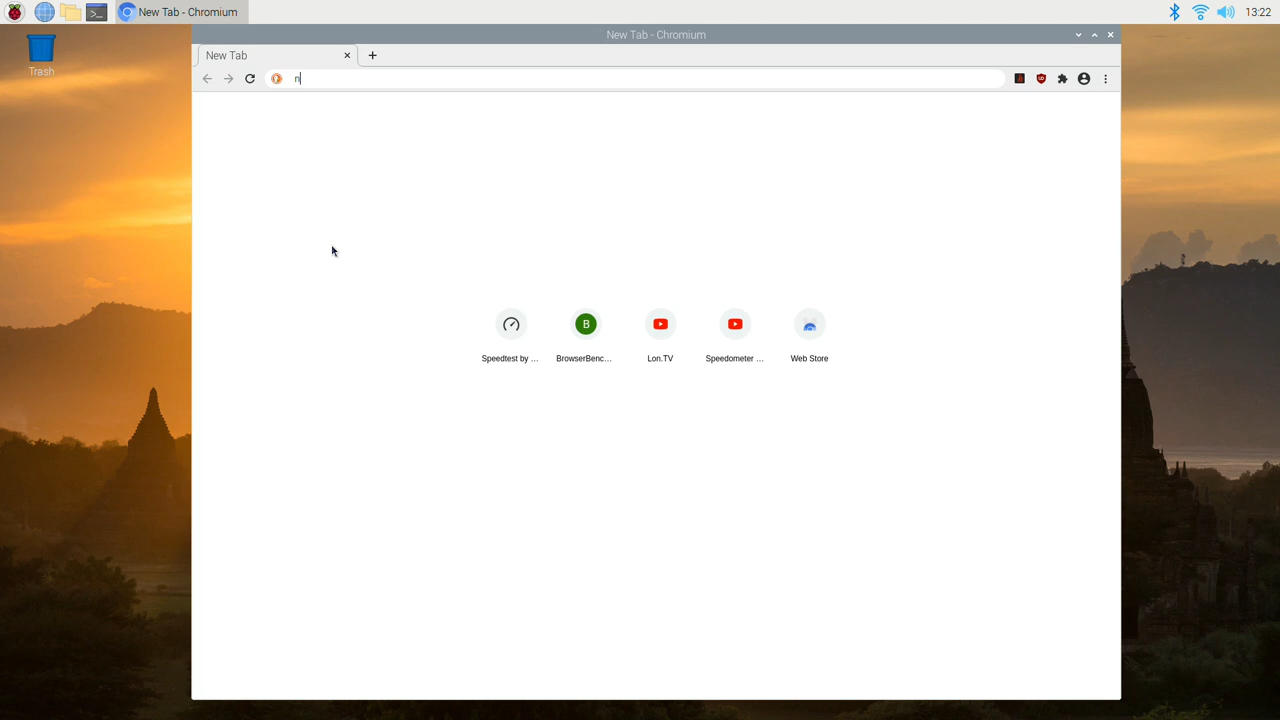 New Tab - Chromium
13:22
New Tab - Chromium
Trash
New Tab
n
B
Speedtest by ...
BrowserBenc...
Lon.TV
Speedometer ...
Web Store